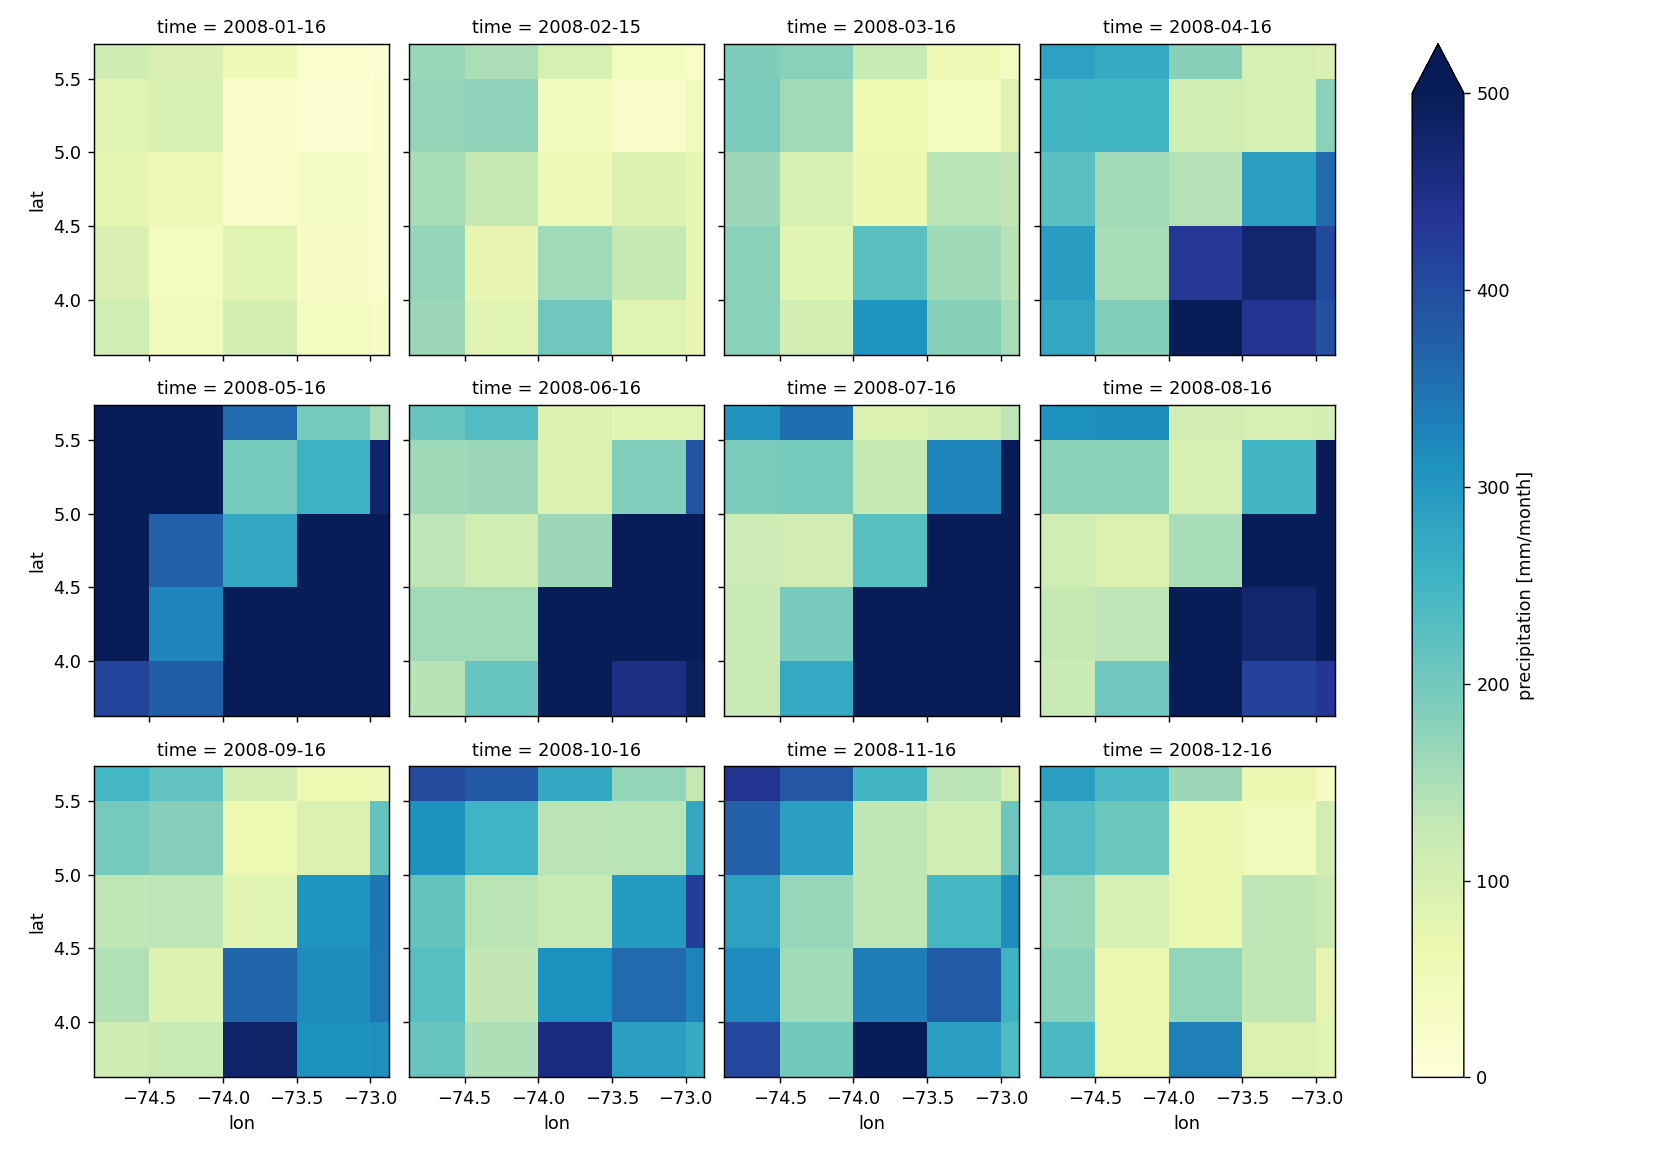 time = 2008-01-16
time = 2008-02-15
time = 2008-03-16
time = 2008-04-16
5.5
5.0
4.5
4.0
lat
time = 2008-05-16
time = 2008-06-16
time = 2008-07-16
time = 2008-08-16
5.5
5.0
4.5
4.0
lat
time = 2008-09-16
time = 2008-10-16
time = 2008-11-16
time = 2008-12-16
5.5
5.0
4.5
4.0
lat
−74.5 −74.0 −73.5 −73.0
lon
−74.5 −74.0 −73.5 −73.0
lon
−74.5 −74.0 −73.5 −73.0
lon
−74.5 −74.0 −73.5 −73.0
lon
500
400
300
200
100
0
precipitation [mm/month]